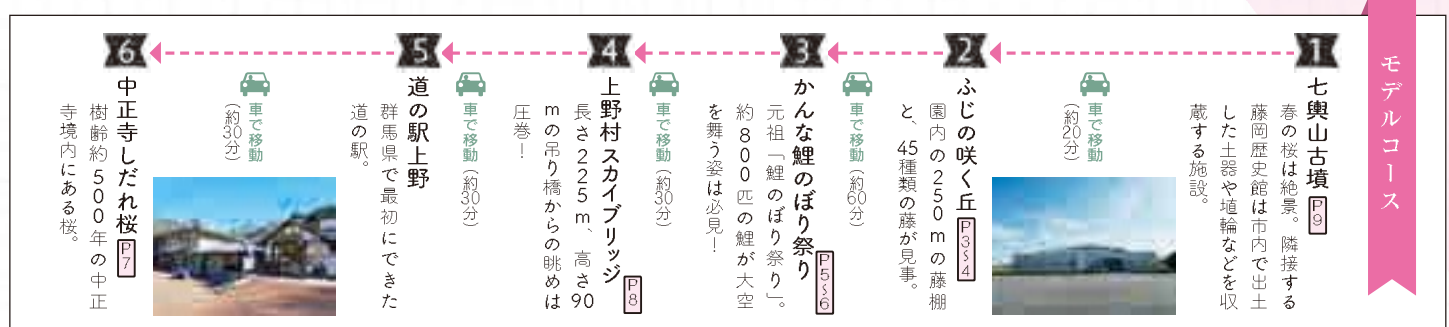 モデルコース
1
七輿山古墳 P9
春の桜は絶景。隣接する
藤岡歴史館は市内で出土
した土器や埴輪などを収
蔵する施設。
車で移動
(約20分)
2
ふじの咲く丘 P3~4
園内の250mの藤棚
と、45種類の藤が見事。
車で移動(約60分)
3
かんな鯉のぼり祭り P5~6
元祖「鯉のぼり祭り」。
約800匹の鯉が大空
を舞う姿は必見!
車で移動(約30分)
4
上野村スカイブリッジ P8
長さ225m、高さ90
mの吊り橋からの眺めは
圧巻!
車で移動(約30分)
5
道の駅上野
群馬県で最初にできた
道の駅。
車で移動
(約30分)
6
中正寺しだれ桜 P7
樹齢約500年の中正
寺境内にある桜。